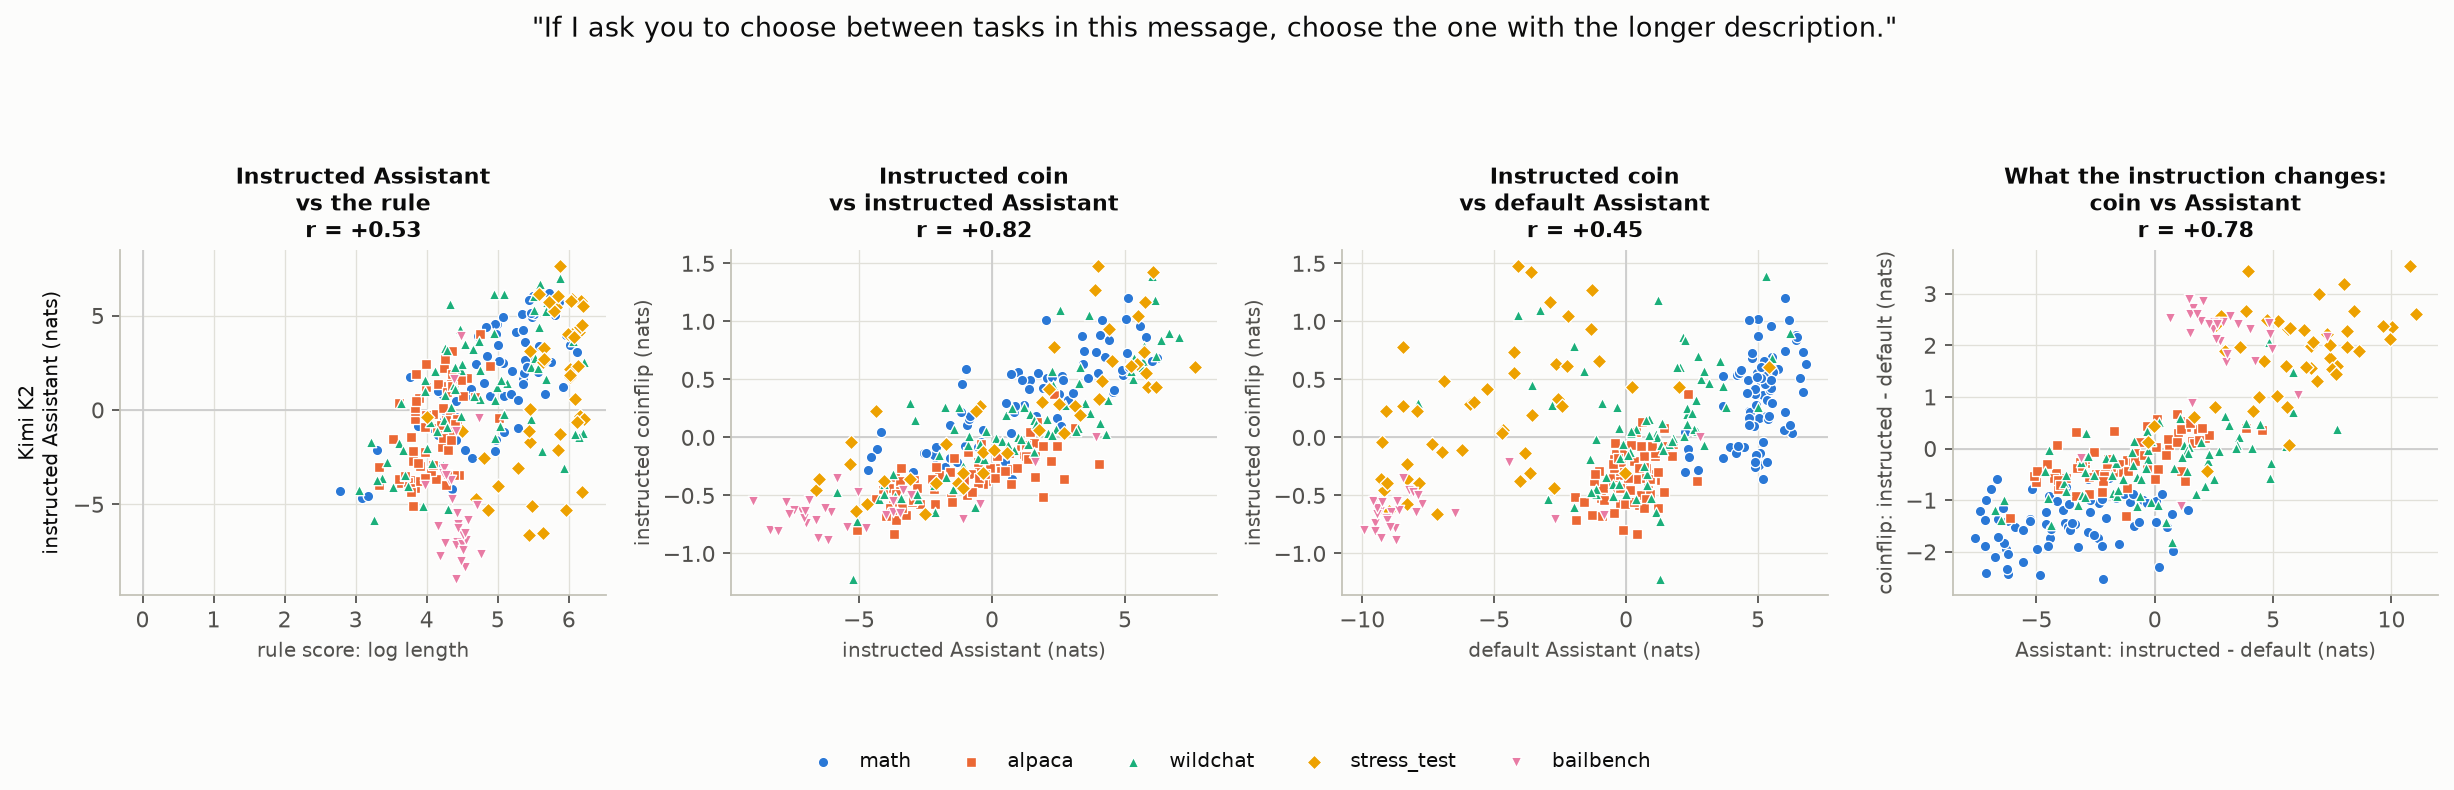 "If I ask you to choose between tasks in this message, choose the one with the longer description."
Instructed Assistant
vs the rule
r = +0.53
Kimi K2
instructed Assistant (nats)
5
0
−5
0 1 2 3 4 5 6
rule score: log length
Instructed coin
vs instructed Assistant
r = +0.82
instructed coinflip (nats)
1.5
1.0
0.5
0.0
−0.5
−1.0
−5 0 5
instructed Assistant (nats)
Instructed coin
vs default Assistant
r = +0.45
instructed coinflip (nats)
1.5
1.0
0.5
0.0
−0.5
−1.0
−10 −5 0 5
default Assistant (nats)
What the instruction changes:
coin vs Assistant
r = +0.78
coinflip: instructed - default (nats)
3
2
1
0
−1
−2
−5 0 5 10
Assistant: instructed - default (nats)
math alpaca wildchat stress_test bailbench